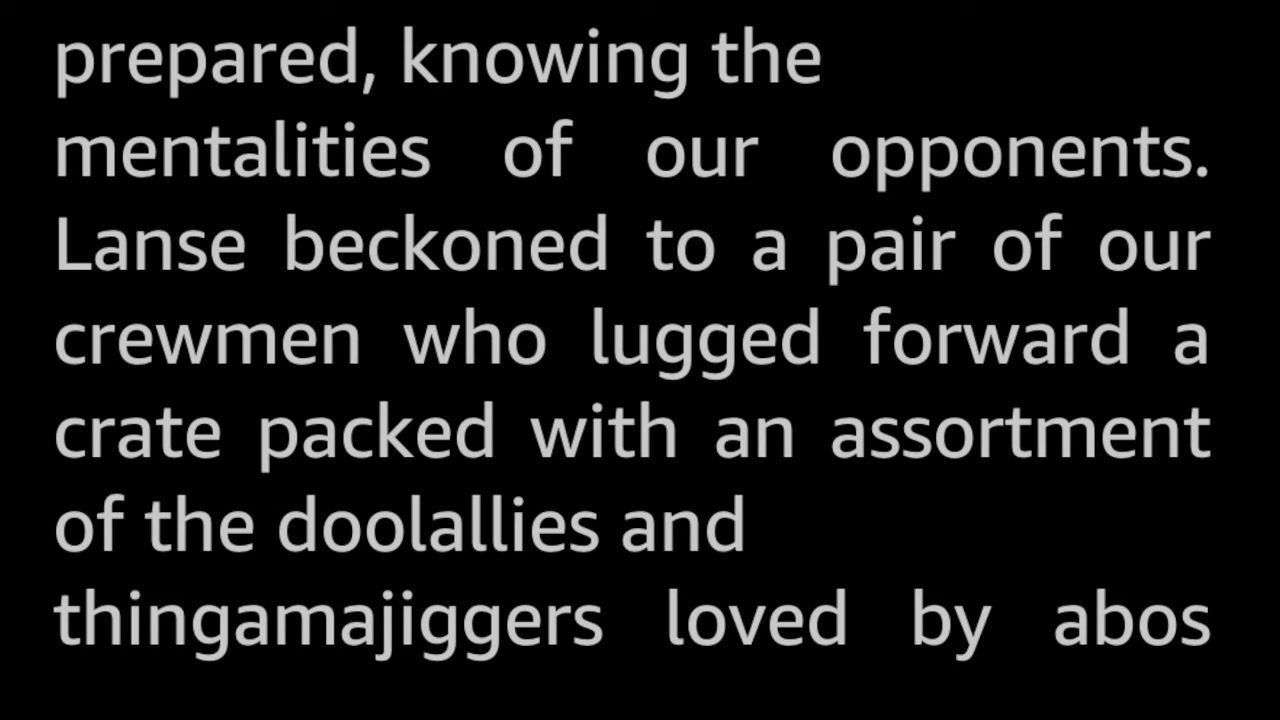 prepared, knowing the
mentalities of our opponents.
Lanse beckoned to a pair of our
crewmen who lugged forward a
crate packed with an assortment
of the doolallies and
thingamajiggers loved by abos